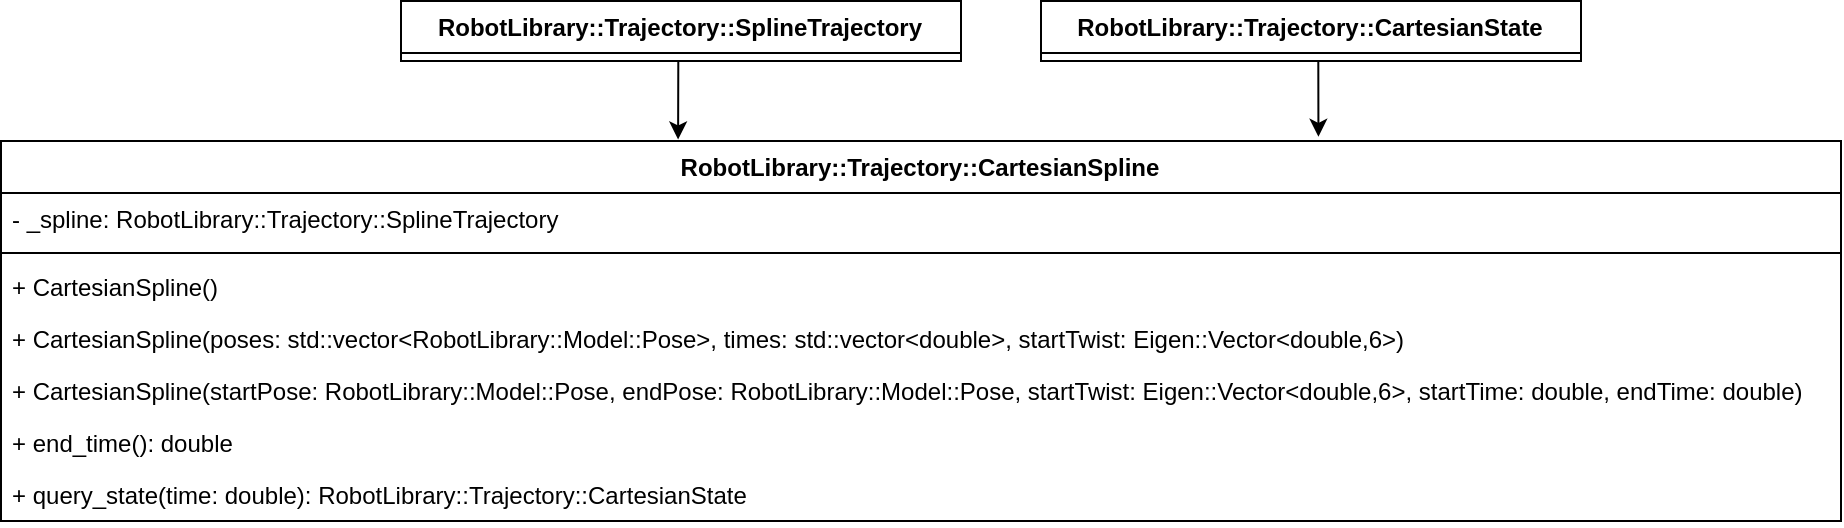 RobotLibrary::Trajectory::SplineTrajectory
RobotLibrary::Trajectory::CartesianState
RobotLibrary::Trajectory::CartesianSpline
- _spline: RobotLibrary::Trajectory::SplineTrajectory
+ CartesianSpline()
+ CartesianSpline(poses: std::vector<RobotLibrary::Model::Pose>, times: std::vector<double>, startTwist: Eigen::Vector<double,6>)
+ CartesianSpline(startPose: RobotLibrary::Model::Pose, endPose: RobotLibrary::Model::Pose, startTwist: Eigen::Vector<double,6>, startTime: double, endTime: double)
+ end_time(): double
+ query_state(time: double): RobotLibrary::Trajectory::CartesianState